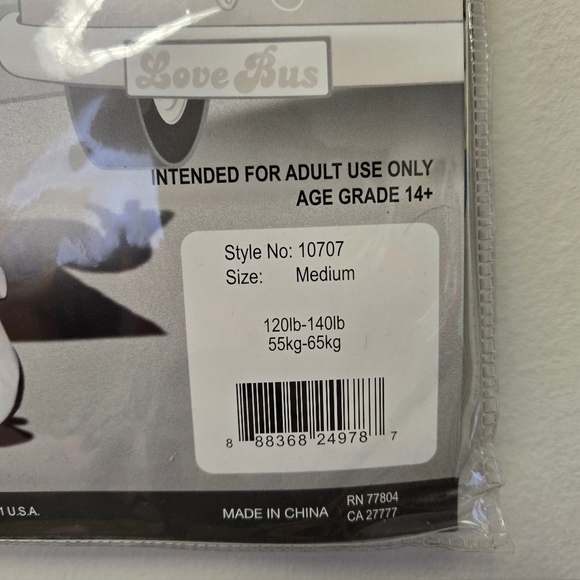 Love Bus
INTENDED FOR ADULT USE ONLY
AGE GRADE 14+
Style No: 10707
Size: Medium
120lb-140lb
55kg-65kg
8 88368 24978 7
U.S.A.
MADE IN CHINA
RN 77804
CA 27777